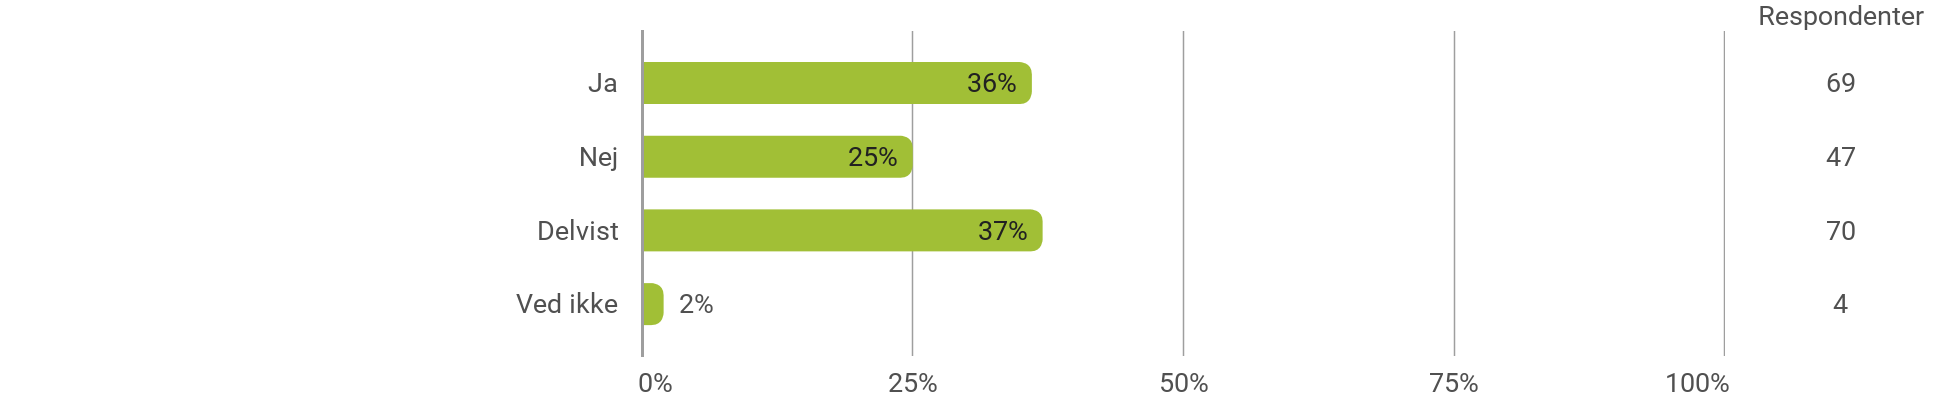 Respondenter
Ja 36% 69
Nej 25% 47
Delvist 37% 70
Ved ikke 2% 4
0% 25% 50% 75% 100%